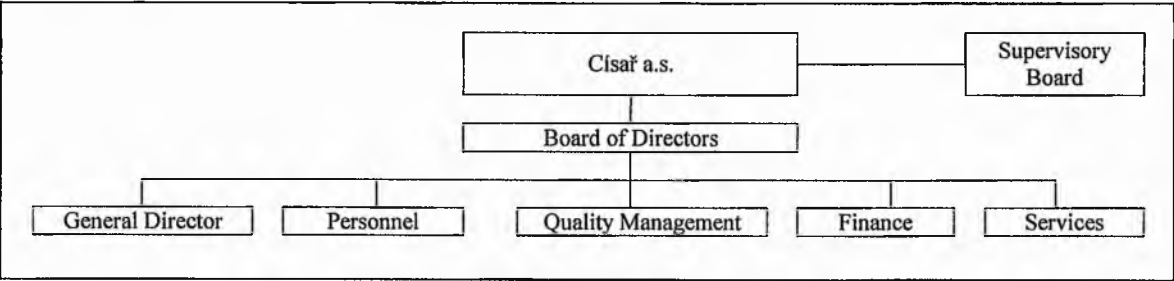 Císař a.s.
Supervisory
Board
Board of Directors
General Director
Personnel
Quality Management
Finance
Services